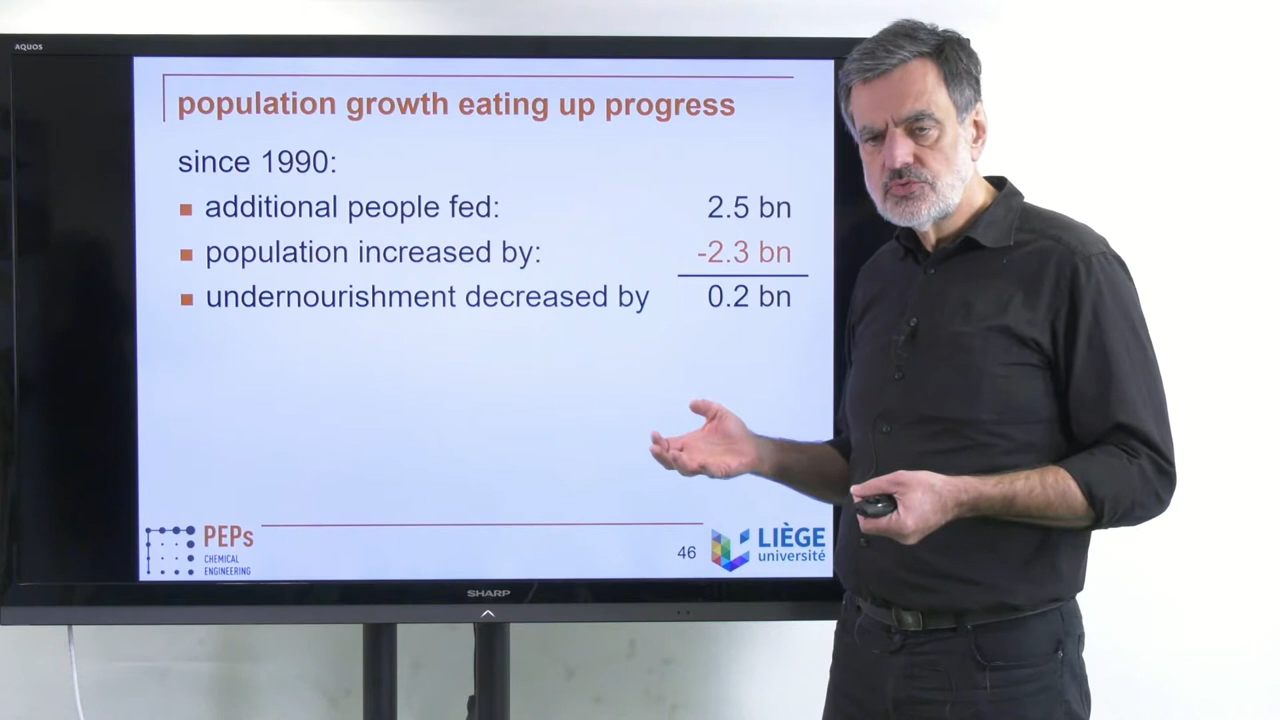 AQUOS
population growth eating up progress
since 1990:
additional people fed: 2.5 bn
population increased by: -2.3 bn
undernourishment decreased by 0.2 bn
PEPs
CHEMICAL
ENGINEERING
46
LIÈGE
université
SHARP